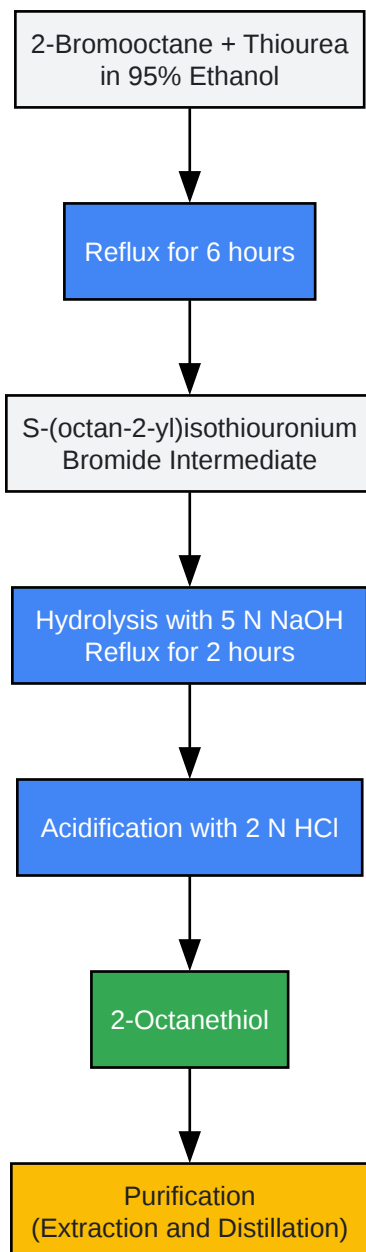 2-Bromooctane + Thiourea
in 95% Ethanol
Reflux for 6 hours
S-(octan-2-yl)isothiouronium
Bromide Intermediate
Hydrolysis with 5 N NaOH
Reflux for 2 hours
Acidification with 2 N HCl
2-Octanethiol
Purification
(Extraction and Distillation)